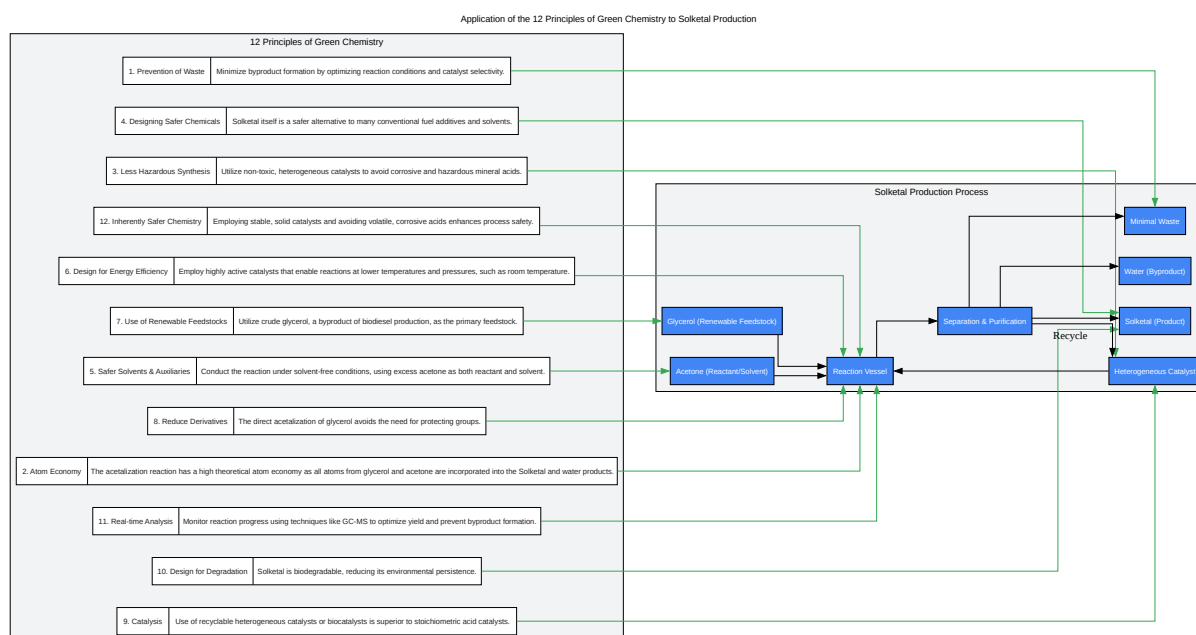 Application of the 12 Principles of Green Chemistry to Solketal Production
12 Principles of Green Chemistry
1. Prevention of Waste
Minimize byproduct formation by optimizing reaction conditions and catalyst selectivity.
4. Designing Safer Chemicals
Solketal itself is a safer alternative to many conventional fuel additives and solvents.
3. Less Hazardous Synthesis
Utilize non-toxic, heterogeneous catalysts to avoid corrosive and hazardous mineral acids.
12. Inherently Safer Chemistry
Employing stable, solid catalysts and avoiding volatile, corrosive acids enhances process safety.
6. Design for Energy Efficiency
Employ highly active catalysts that enable reactions at lower temperatures and pressures, such as room temperature.
7. Use of Renewable Feedstocks
Utilize crude glycerol, a byproduct of biodiesel production, as the primary feedstock.
5. Safer Solvents & Auxiliaries
Conduct the reaction under solvent-free conditions, using excess acetone as both reactant and solvent.
8. Reduce Derivatives
The direct acetalization of glycerol avoids the need for protecting groups.
2. Atom Economy
The acetalization reaction has a high theoretical atom economy as all atoms from glycerol and acetone are incorporated into the Solketal and water products.
11. Real-time Analysis
Monitor reaction progress using techniques like GC-MS to optimize yield and prevent byproduct formation.
10. Design for Degradation
Solketal is biodegradable, reducing its environmental persistence.
9. Catalysis
Use of recyclable heterogeneous catalysts or biocatalysts is superior to stoichiometric acid catalysts.
Solketal Production Process
Minimal Waste
Water (Byproduct)
Glycerol (Renewable Feedstock)
Separation & Purification
Solketal (Product)
Recycle
Acetone (Reactant/Solvent)
Reaction Vessel
Heterogeneous Catalyst